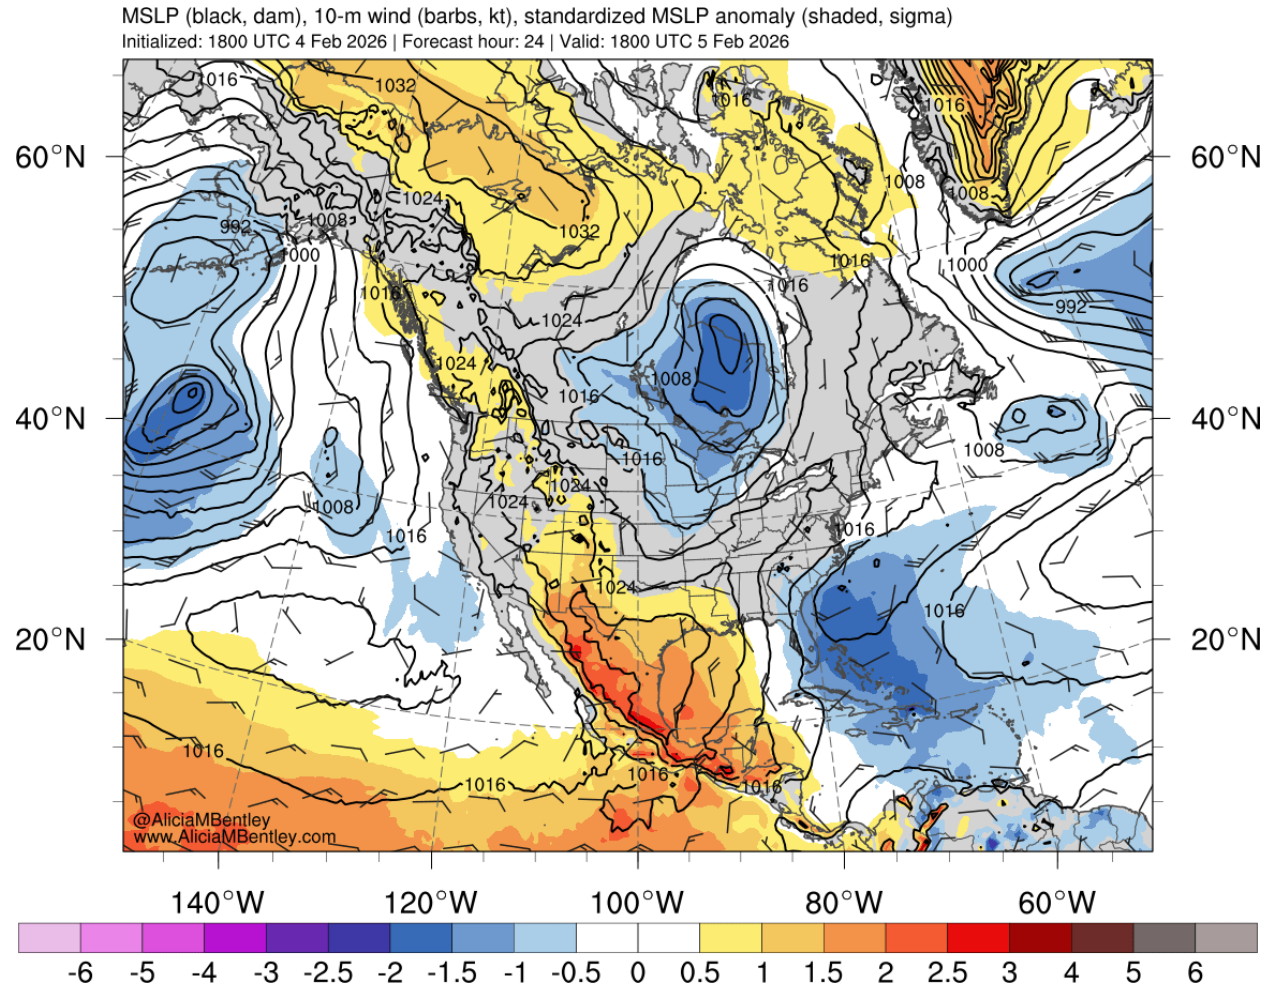 MSLP (black, dam), 10-m wind (barbs, kt), standardized MSLP anomaly (shaded, sigma)
Initialized: 1800 UTC 4 Feb 2026 | Forecast hour: 24 | Valid: 1800 UTC 5 Feb 2026
1016
1032
1016
1016
60°N
60°N
1008
1008
1024
992
1008
1032
1000
1016
1000
1016
1016
992
1024
1024
1008
1016
40°N
40°N
1008
1016
1024
1024
1008
1016
1016
1024
1016
20°N
20°N
1016
1016
1016
1016
@AliciaMBentley
www.AliciaMBentley.com
140°W 120°W 100°W 80°W 60°W
-6 -5 -4 -3 -2.5 -2 -1.5 -1 -0.5 0 0.5 1 1.5 2 2.5 3 4 5 6